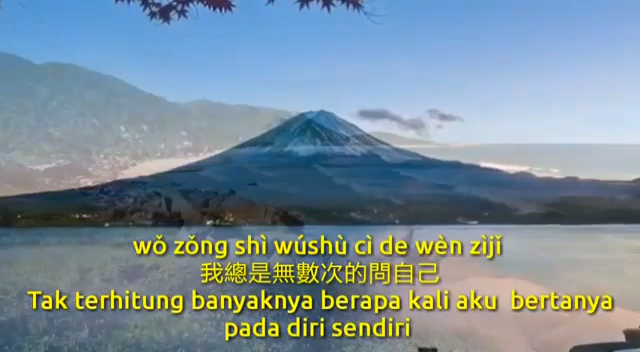 wǒ zǒng shì wúshù cì de wèn zìjǐ
我總是無數次的問自己
Tak terhitung banyaknya berapa kali aku bertanya
pada diri sendiri